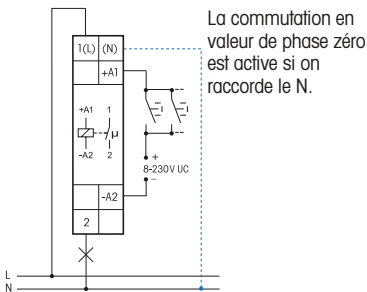 La commutation en
valeur de phase zéro
est active si on
raccorde le N.
1(L) (N)
+A1
+A1 1
µ
-A2 2
+
8-230V UC
–
-A2
2
L
N